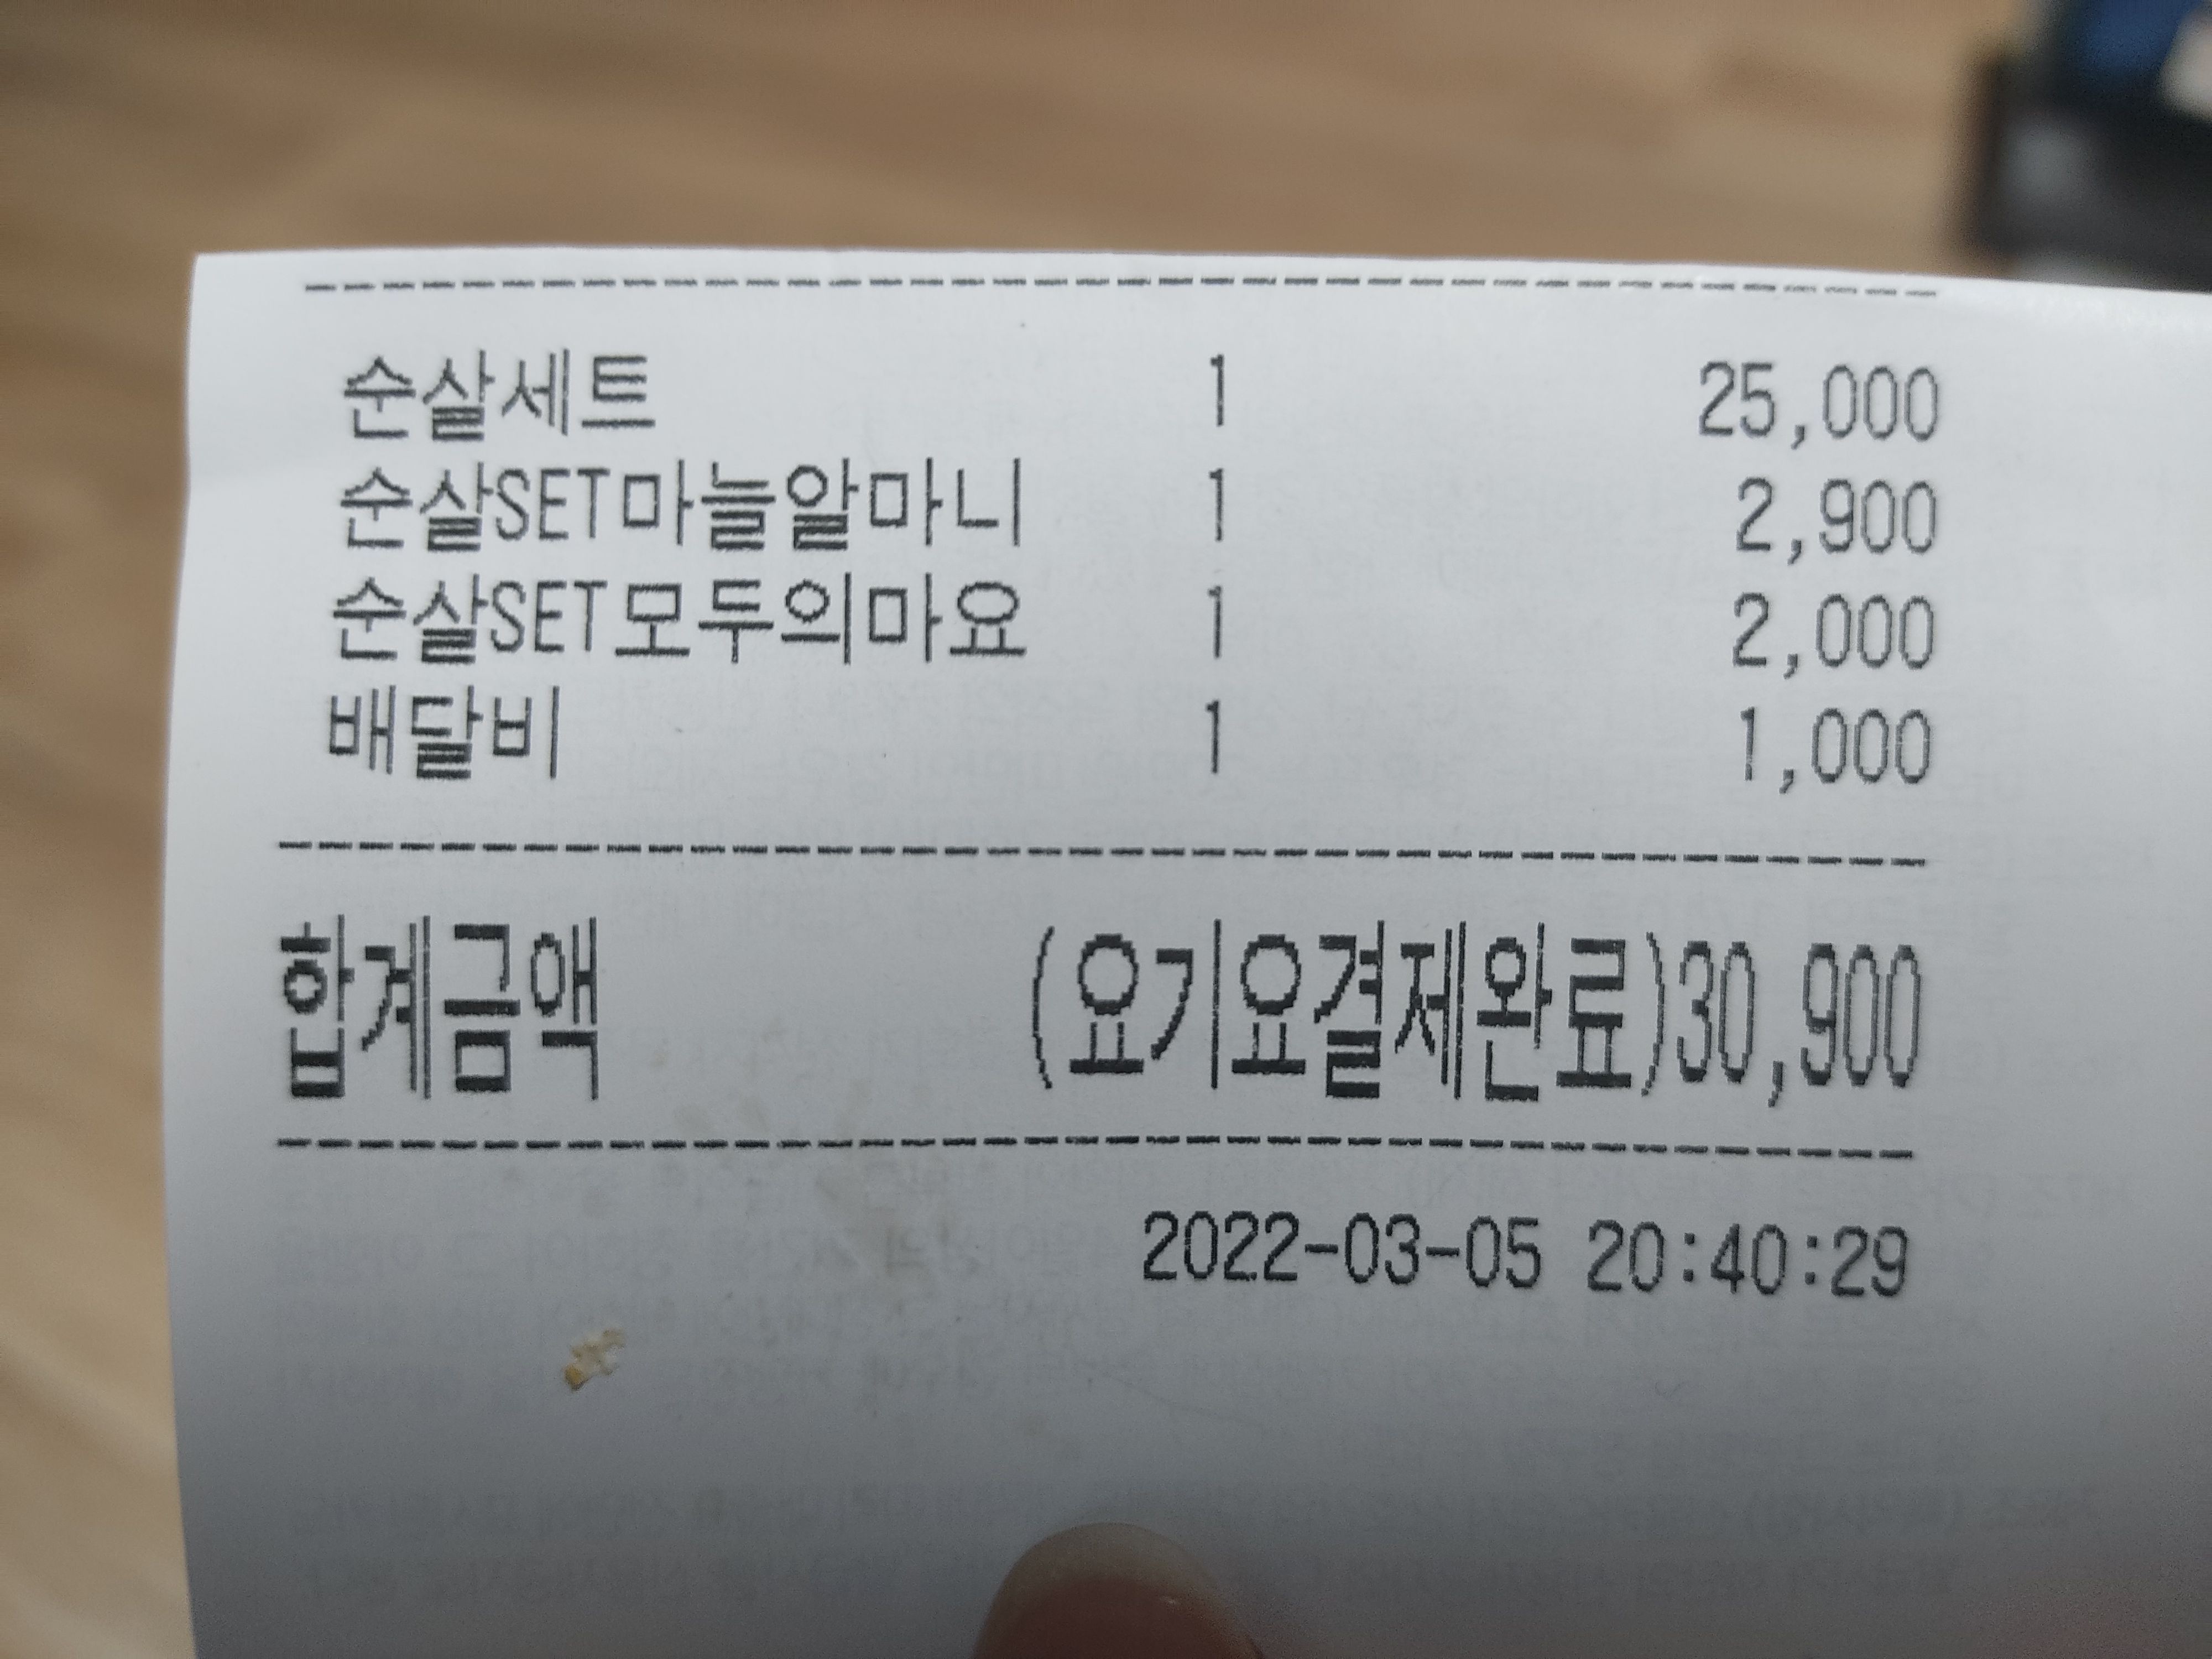 순살세트 1 25,000
순살SET마늘알마니 1 2,900
순살SET모두의마요 1 2,000
배달비 1 1,000
합계금액 (요기요결제완료)30,900
2022-03-05 20:40:29